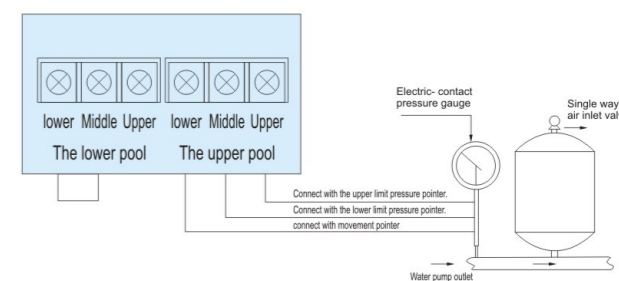 lower Middle Upper lower Middle Upper
The lower pool The upper pool
Electric- contact
pressure gauge
Single way
air inlet val
Connect with the upper limit pressure pointer.
Connect with the lower limit pressure pointer.
connect with movement pointer
Water pump outlet